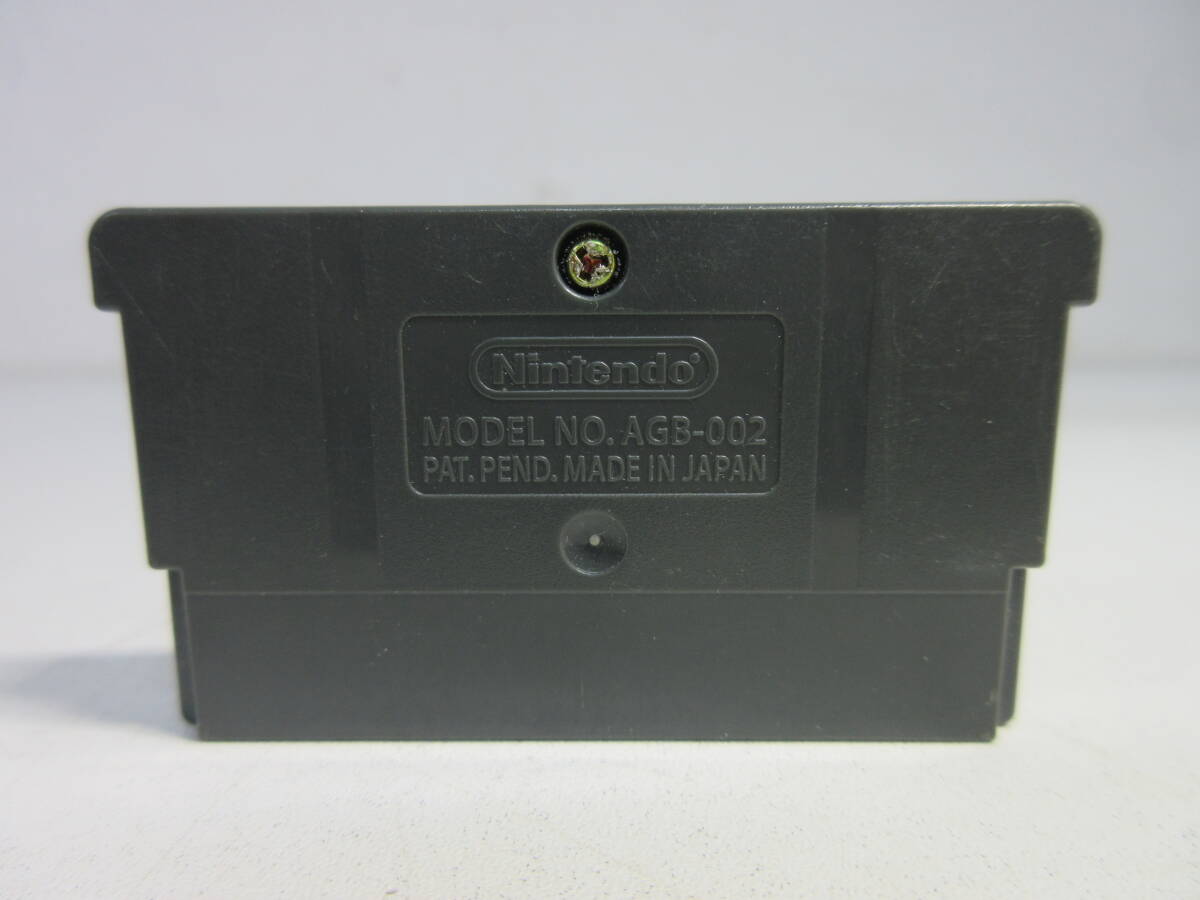 Nintendo®
MODEL NO. AGB-002
PAT. PEND. MADE IN JAPAN